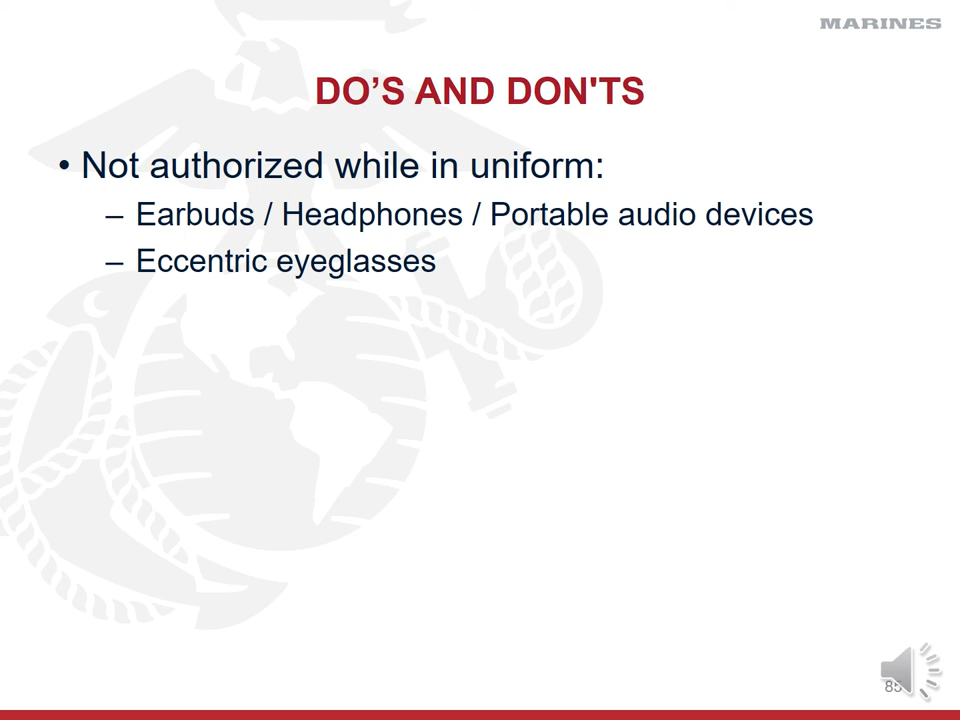 MARINES
DO’S AND DON'TS
• Not authorized while in uniform:
– Earbuds / Headphones / Portable audio devices
– Eccentric eyeglasses